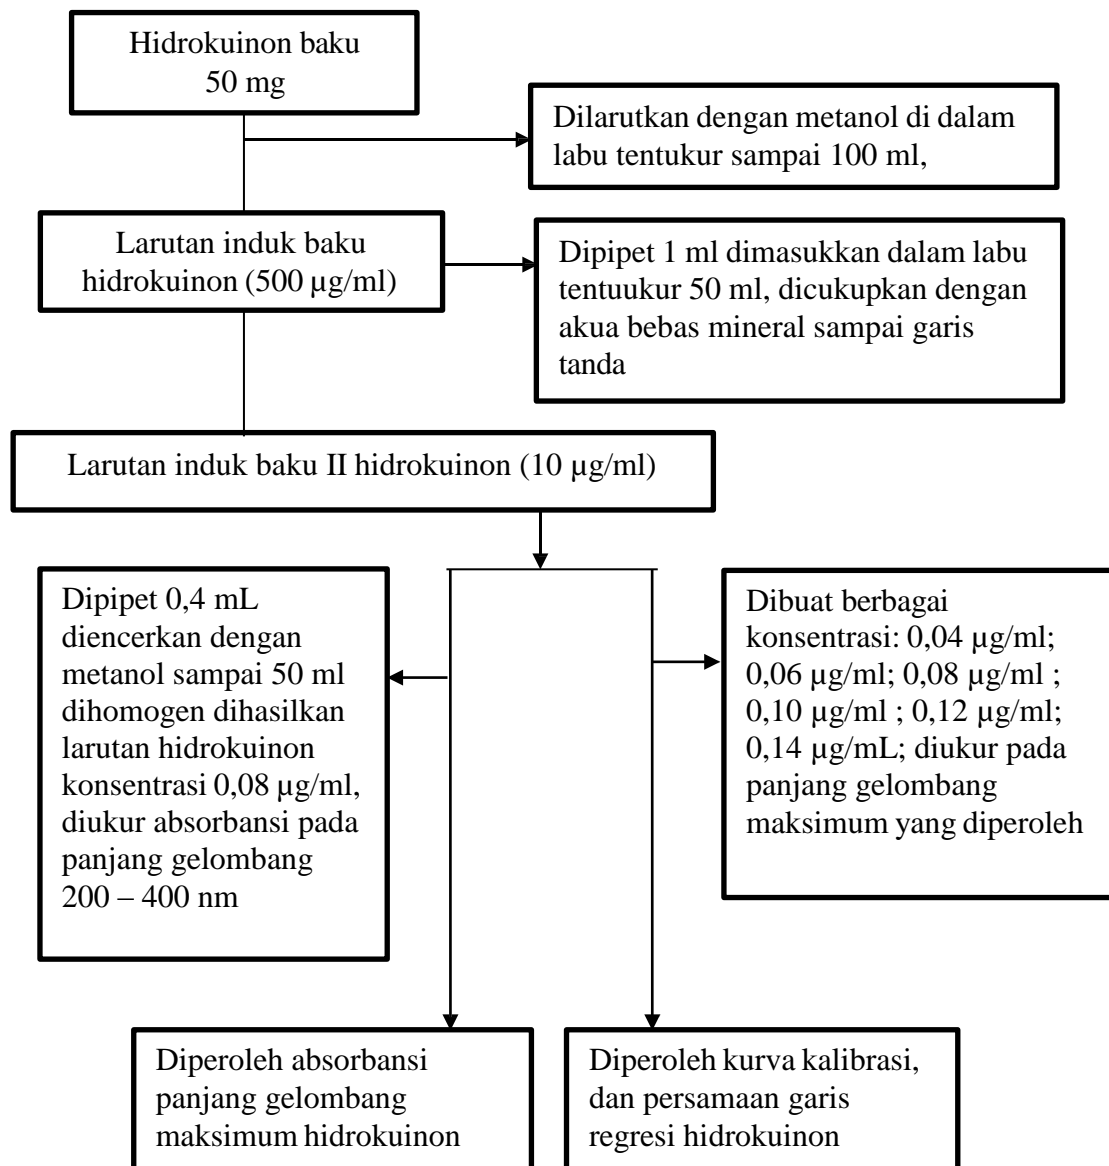 Hidrokuinon baku
50 mg
Dilarutkan dengan metanol di dalam
labu tentukur sampai 100 ml,
Larutan induk baku
hidrokuinon (500 µg/ml)
Dipipet 1 ml dimasukkan dalam labu
tentuukur 50 ml, dicukupkan dengan
akua bebas mineral sampai garis
tanda
Larutan induk baku II hidrokuinon (10 µg/ml)
Dipipet 0,4 mL
diencerkan dengan
metanol sampai 50 ml
dihomogen dihasilkan
larutan hidrokuinon
konsentrasi 0,08 µg/ml,
diukur absorbansi pada
panjang gelombang
200 – 400 nm
Dibuat berbagai
konsentrasi: 0,04 µg/ml;
0,06 µg/ml; 0,08 µg/ml ;
0,10 µg/ml ; 0,12 µg/ml;
0,14 µg/mL; diukur pada
panjang gelombang
maksimum yang diperoleh
Diperoleh absorbansi
panjang gelombang
maksimum hidrokuinon
Diperoleh kurva kalibrasi,
dan persamaan garis
regresi hidrokuinon